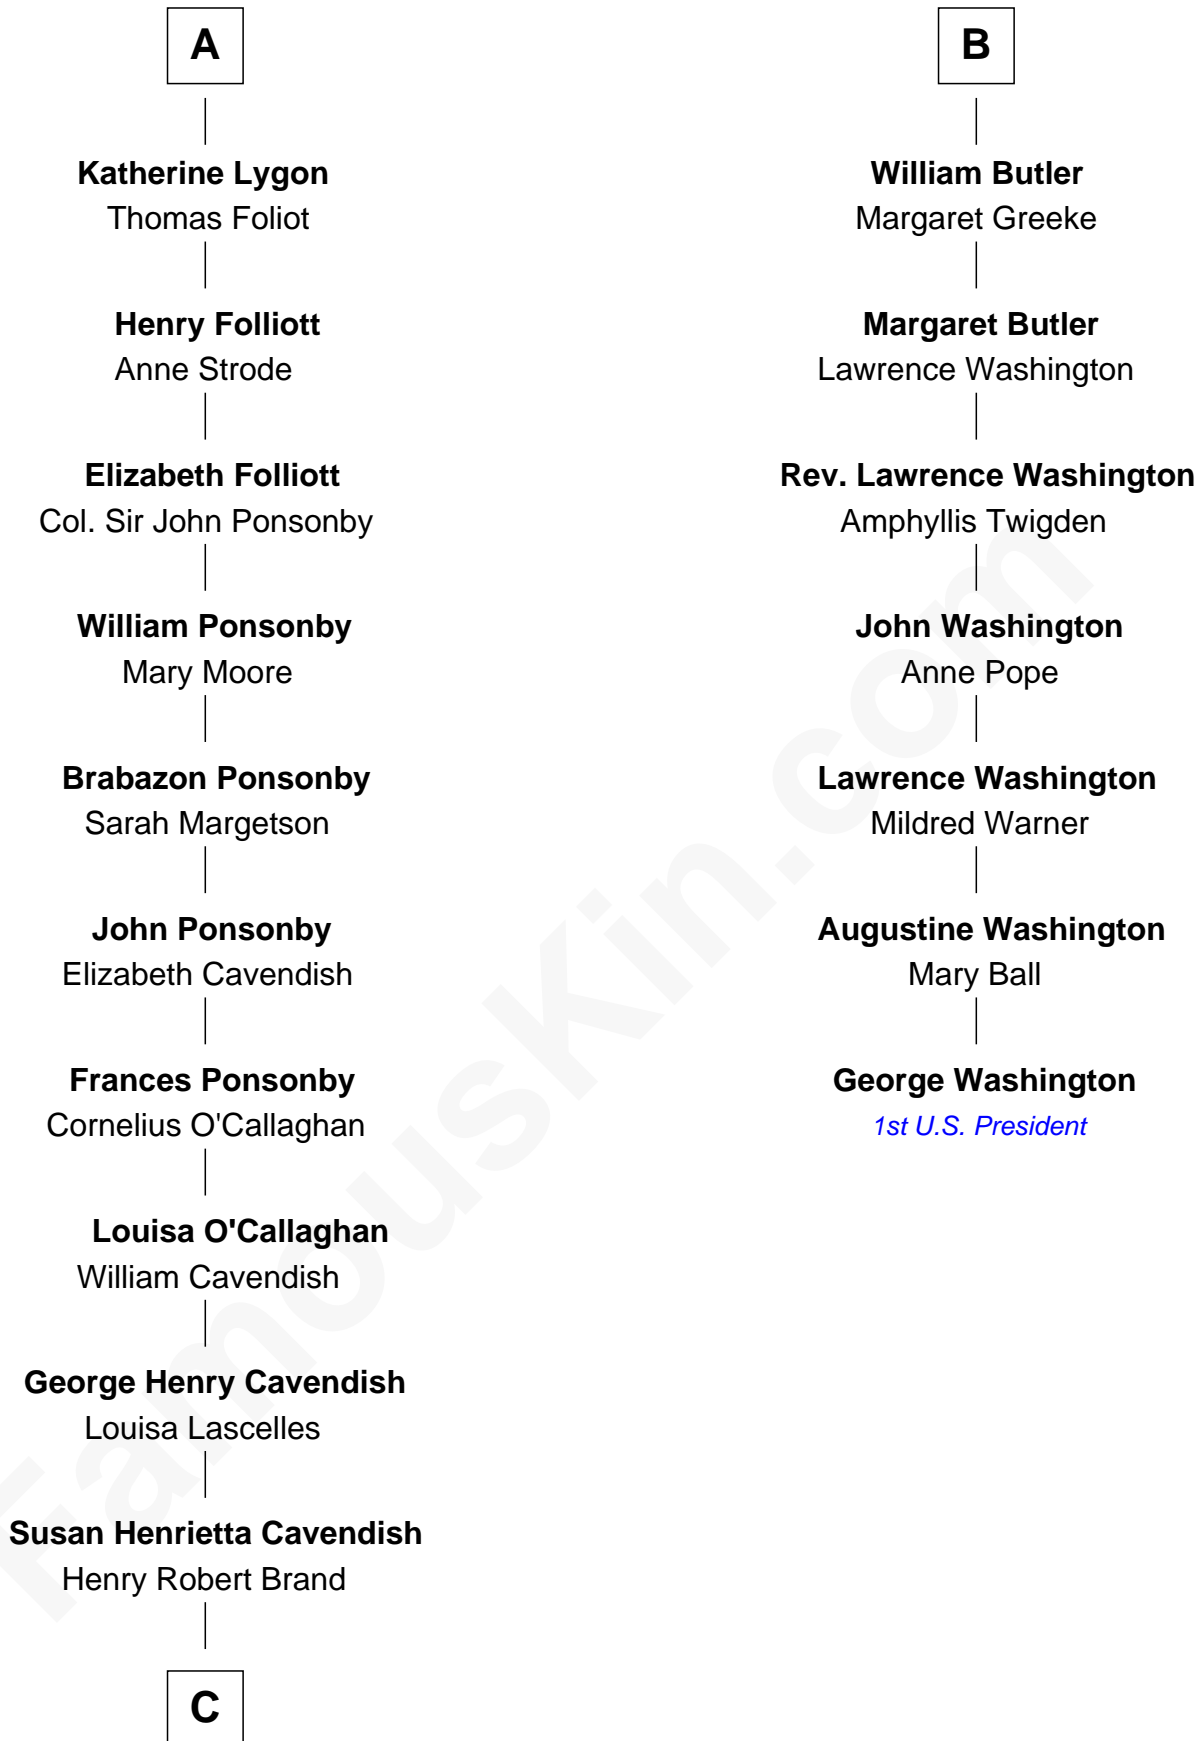 A
Katherine Lygon
Thomas Foliot
Henry Folliott
Anne Strode
Elizabeth Folliott
Col. Sir John Ponsonby
William Ponsonby
Mary Moore
Brabazon Ponsonby
Sarah Margetson
John Ponsonby
Elizabeth Cavendish
Frances Ponsonby
Cornelius O'Callaghan
Louisa O'Callaghan
William Cavendish
George Henry Cavendish
Louisa Lascelles
Susan Henrietta Cavendish
Henry Robert Brand
C
B
William Butler
Margaret Greeke
Margaret Butler
Lawrence Washington
Rev. Lawrence Washington
Amphyllis Twigden
John Washington
Anne Pope
Lawrence Washington
Mildred Warner
Augustine Washington
Mary Ball
George Washington
1st U.S. President
FamousKin.com